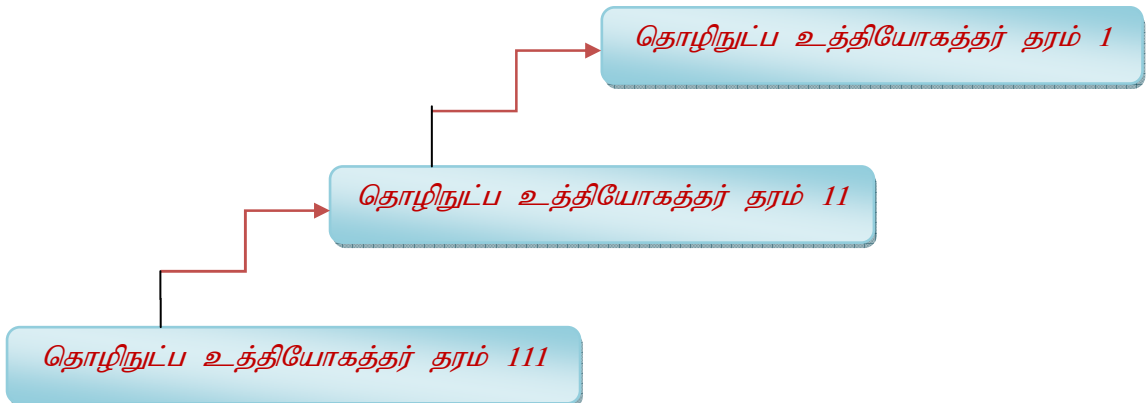 தொழிநுட்ப உத்தியோகத்தர் தரம் 1
தொழிநுட்ப உத்தியோகத்தர் தரம் 11
தொழிநுட்ப உத்தியோகத்தர் தரம் 111